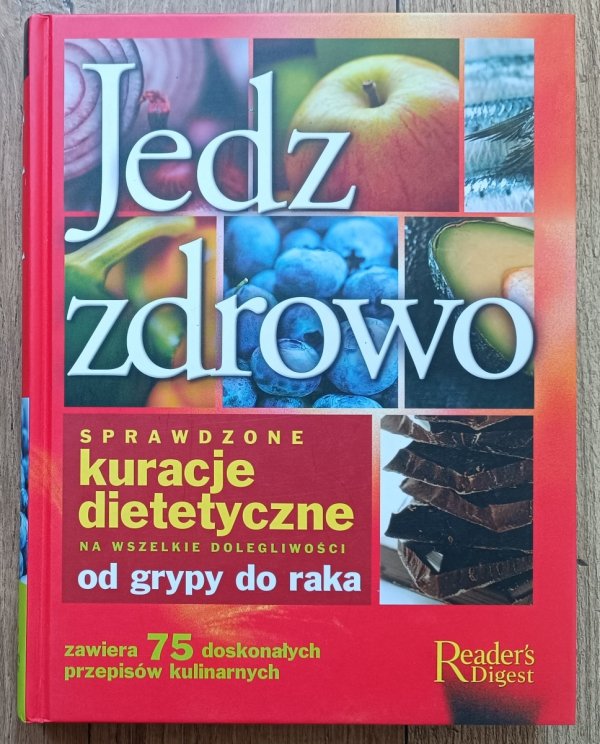 Jedz
zdrowo
SPRAWDZONE
kuracje
dietetyczne
NA WSZELKIE DOLEGLIWOŚCI
od grypy do raka
zawiera 75 doskonałych
przepisów kulinarnych
Reader's
Digest